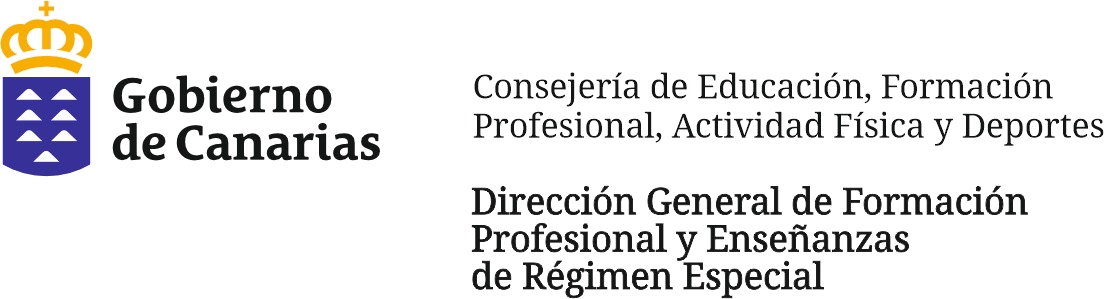 Gobierno
de Canarias
Consejería de Educación, Formación
Profesional, Actividad Física y Deportes
Dirección General de Formación
Profesional y Enseñanzas
de Régimen Especial